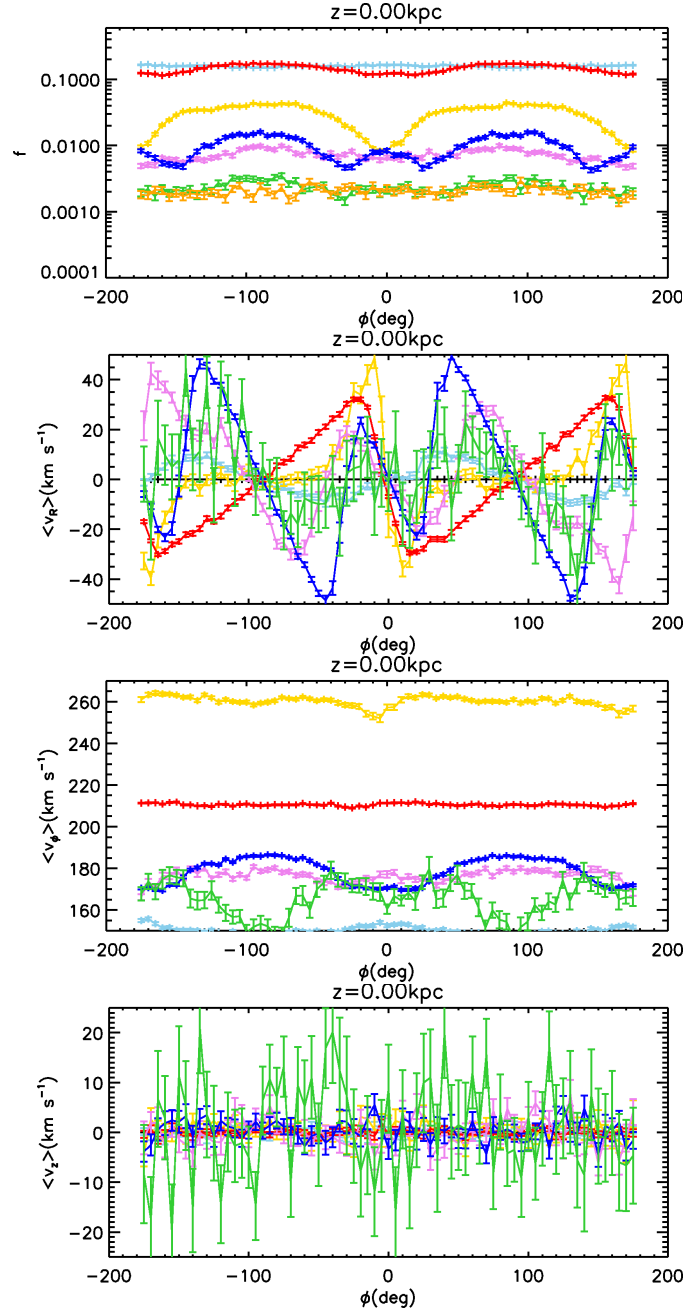 z=0.00kpc
0.1000
0.0100
0.0010
0.0001
f
−200 −100 0 100 200
ϕ(deg)
z=0.00kpc
40
20
0
−20
−40
<v_R>(km s⁻¹)
−200 −100 0 100 200
ϕ(deg)
z=0.00kpc
260
240
220
200
180
160
<v_ϕ>(km s⁻¹)
−200 −100 0 100 200
ϕ(deg)
z=0.00kpc
20
10
0
−10
−20
<v_z>(km s⁻¹)
−200 −100 0 100 200
ϕ(deg)